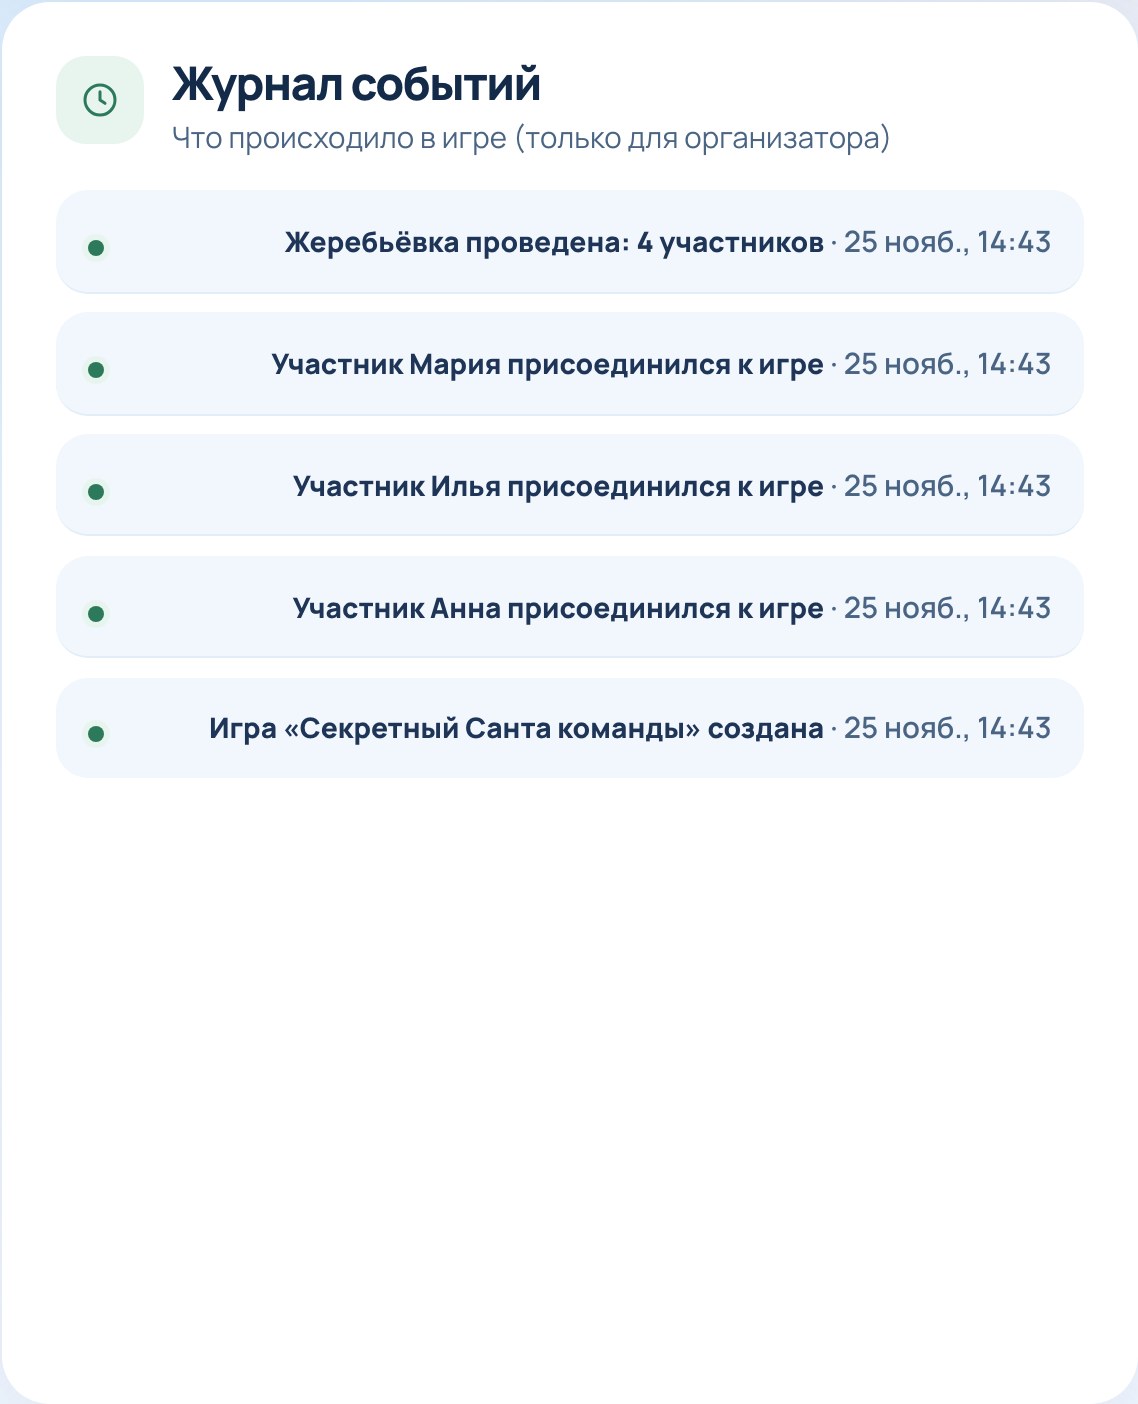 Журнал событий
Что происходило в игре (только для организатора)
Жеребьёвка проведена: 4 участников · 25 нояб., 14:43
Участник Мария присоединился к игре · 25 нояб., 14:43
Участник Илья присоединился к игре · 25 нояб., 14:43
Участник Анна присоединился к игре · 25 нояб., 14:43
Игра «Секретный Санта команды» создана · 25 нояб., 14:43